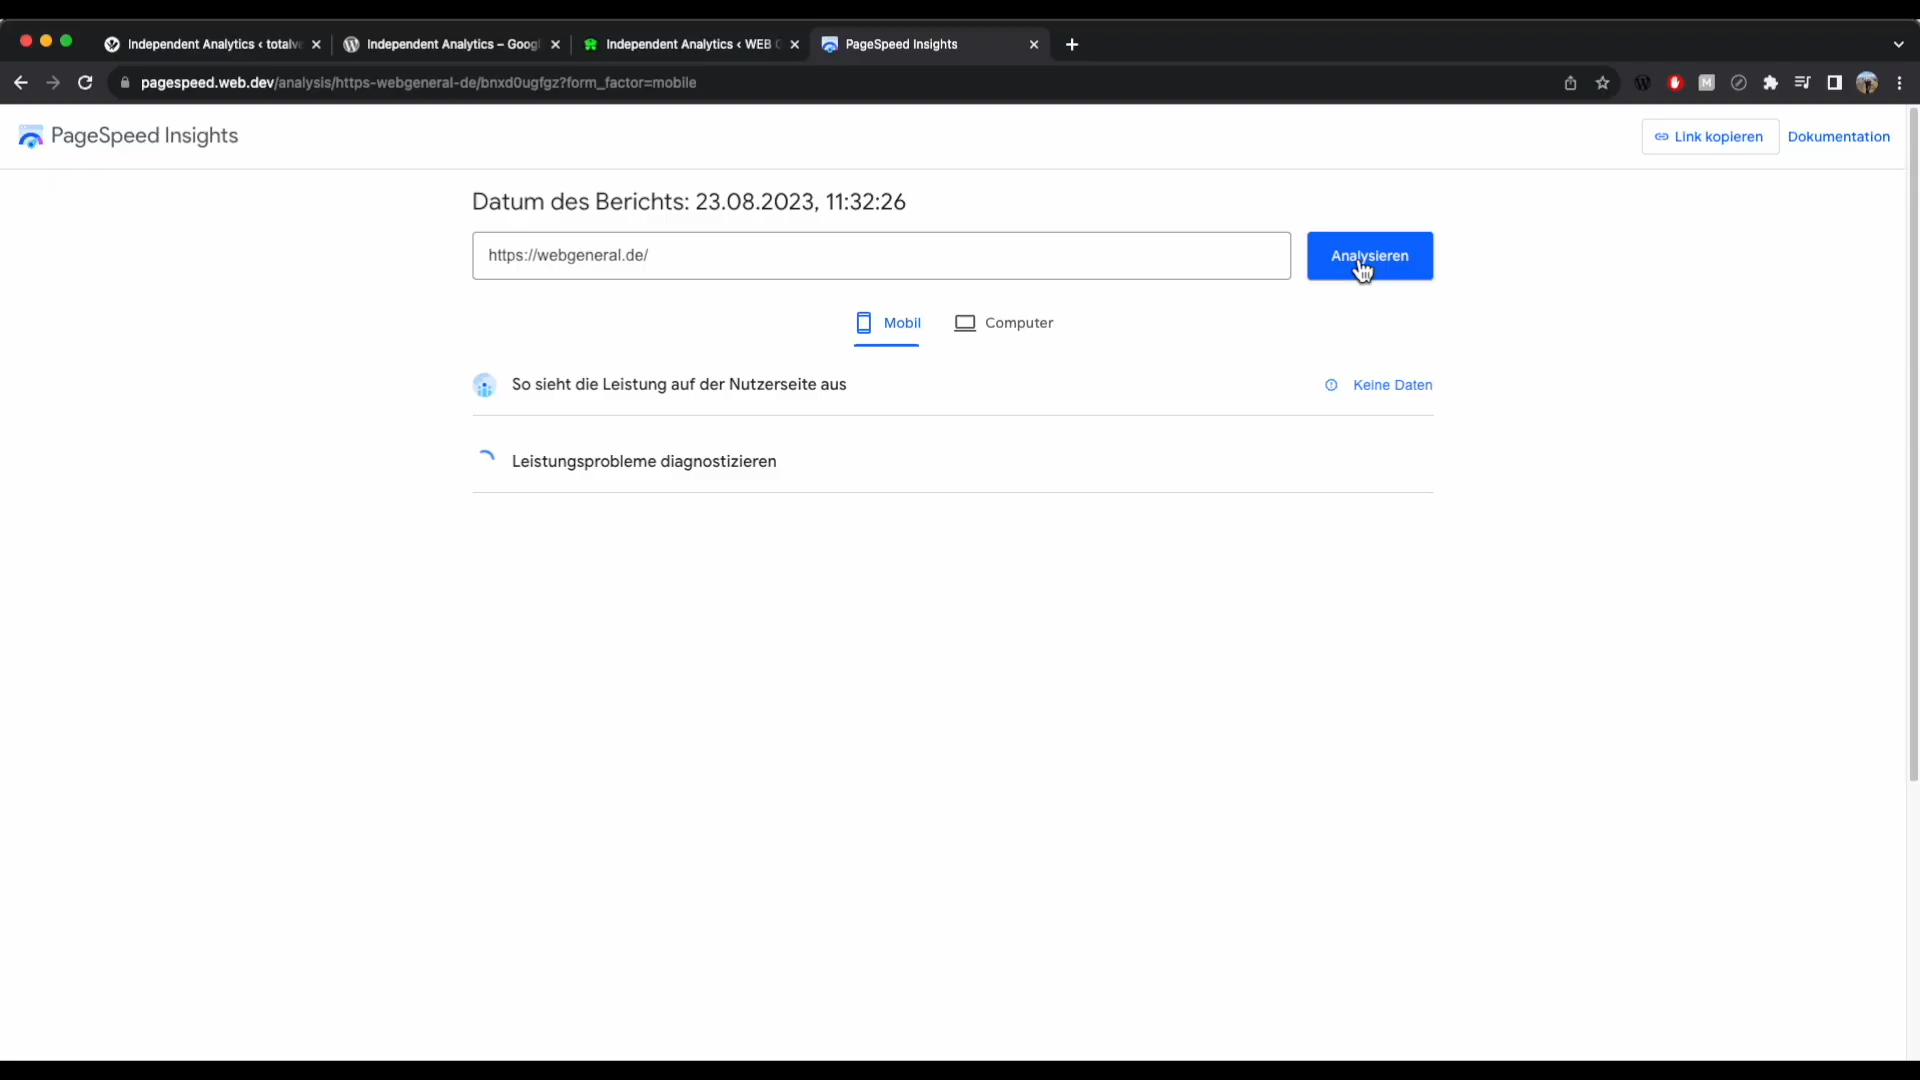 Independent Analytics ‹ totalw
Independent Analytics – Googl
Independent Analytics ‹ WEB
PageSpeed Insights
pagespeed.web.dev/analysis/https-webgeneral-de/bnxd0ugfgz?form_factor=mobile
PageSpeed Insights
Link kopieren
Dokumentation
Datum des Berichts: 23.08.2023, 11:32:26
https://webgeneral.de/
Analysieren
Mobil
Computer
So sieht die Leistung auf der Nutzerseite aus
Keine Daten
Leistungsprobleme diagnostizieren